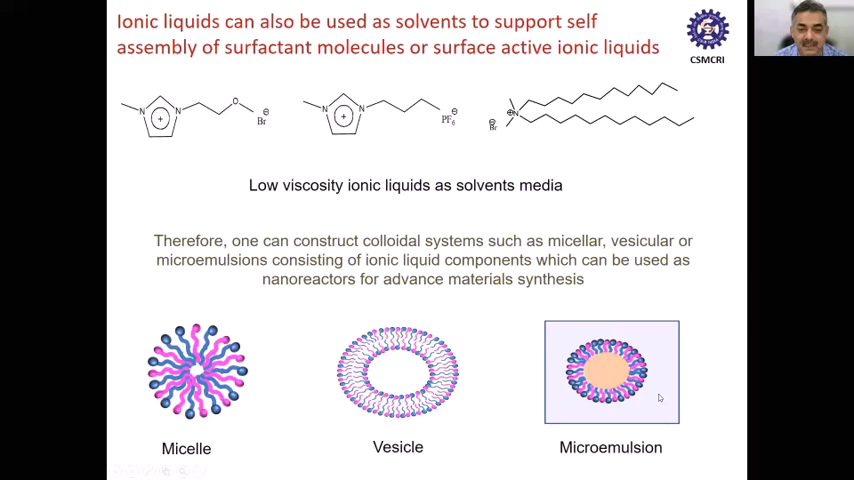 Ionic liquids can also be used as solvents to support self
assembly of surfactant molecules or surface active ionic liquids
CSMCRI
N + N O Br ⊖
N + N PF6 ⊖
⊕N Br ⊖
Low viscosity ionic liquids as solvents media
Therefore, one can construct colloidal systems such as micellar, vesicular or
microemulsions consisting of ionic liquid components which can be used as
nanoreactors for advance materials synthesis
Micelle
Vesicle
Microemulsion